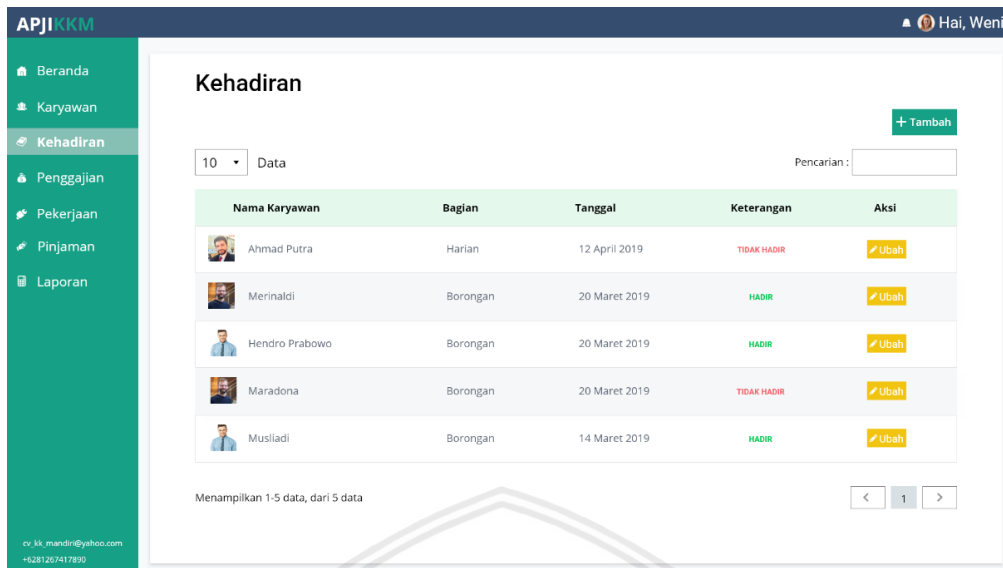 APJIKKM
Hai, Weni
Beranda
Karyawan
Kehadiran
Penggajian
Pekerjaan
Pinjaman
Laporan
cv_kk_mandiri@yahoo.com
+6281267417890
Kehadiran
+ Tambah
10 Data
Pencarian :
Nama Karyawan Bagian Tanggal Keterangan Aksi
Ahmad Putra Harian 12 April 2019 TIDAK HADIR Ubah
Merinaldi Borongan 20 Maret 2019 HADIR Ubah
Hendro Prabowo Borongan 20 Maret 2019 HADIR Ubah
Maradona Borongan 20 Maret 2019 TIDAK HADIR Ubah
Musliadi Borongan 14 Maret 2019 HADIR Ubah
Menampilkan 1-5 data, dari 5 data
< 1 >